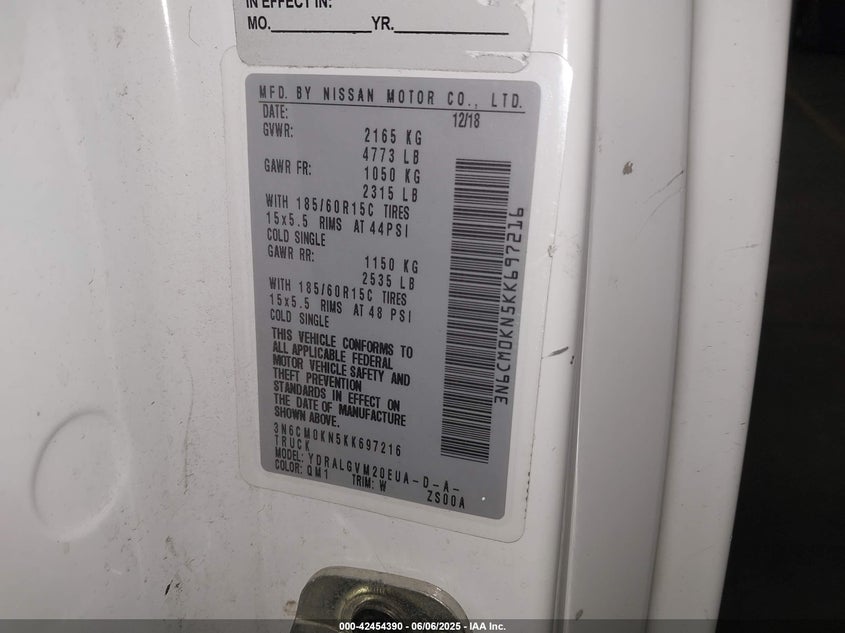 IN EFFECT IN:
MO.__________YR.__________
MFD. BY NISSAN MOTOR CO., LTD.
DATE: 12/18
GVWR: 2165 KG
4773 LB
GAWR FR: 1050 KG
2315 LB
WITH 185/60R15C TIRES
15x5.5 RIMS AT 44PSI
COLD SINGLE
GAWR RR: 1150 KG
2535 LB
WITH 185/60R15C TIRES
15x5.5 RIMS AT 48 PSI
COLD SINGLE
THIS VEHICLE CONFORMS TO
ALL APPLICABLE FEDERAL
MOTOR VEHICLE SAFETY AND
THEFT PREVENTION
STANDARDS IN EFFECT ON
THE DATE OF MANUFACTURE
SHOWN ABOVE.
3N6CM0KN5KK697216
TRUCK
MODEL: YDRALGVM20EUA-D-A-
COLOR: QM1 TRIM: W ZS00A
3N6CM0KN5KK697216
000-42454390 - 06/06/2025 - IAA Inc.